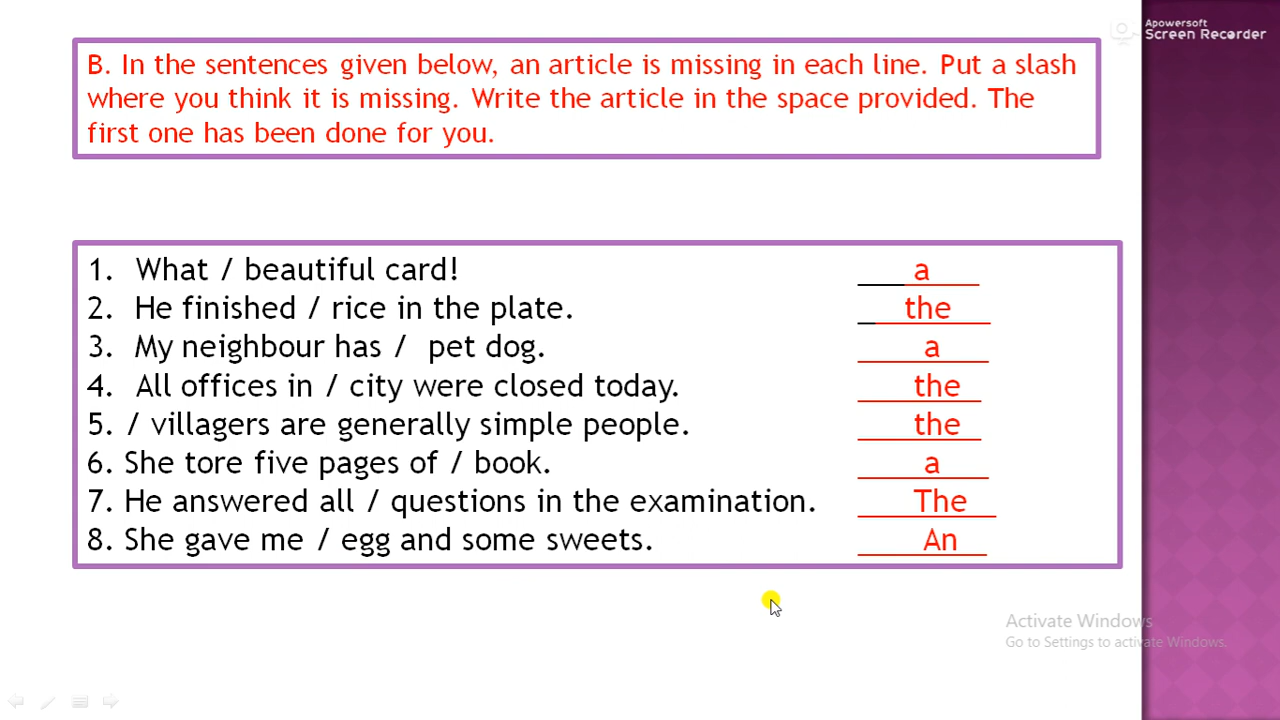 Apowersoft
Screen Recorder
B. In the sentences given below, an article is missing in each line. Put a slash
where you think it is missing. Write the article in the space provided. The
first one has been done for you.
1. What / beautiful card! a
2. He finished / rice in the plate. the
3. My neighbour has / pet dog. a
4. All offices in / city were closed today. the
5. / villagers are generally simple people. the
6. She tore five pages of / book. a
7. He answered all / questions in the examination. The
8. She gave me / egg and some sweets. An
Activate Windows
Go to Settings to activate Windows.